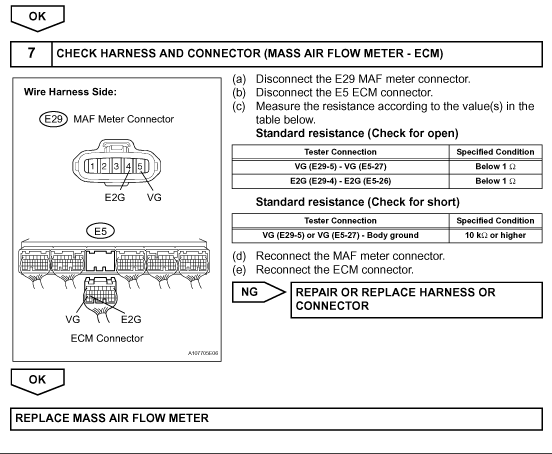 OK
7 CHECK HARNESS AND CONNECTOR (MASS AIR FLOW METER - ECM)
Wire Harness Side:
E29 MAF Meter Connector
1 2 3 4 5
E2G VG
E5
VG E2G
ECM Connector
A107705E06
(a) Disconnect the E29 MAF meter connector.
(b) Disconnect the E5 ECM connector.
(c) Measure the resistance according to the value(s) in the
table below.
Standard resistance (Check for open)
Tester Connection Specified Condition
VG (E29-5) - VG (E5-27) Below 1 Ω
E2G (E29-4) - E2G (E5-26) Below 1 Ω
Standard resistance (Check for short)
Tester Connection Specified Condition
VG (E29-5) or VG (E5-27) - Body ground 10 kΩ or higher
(d) Reconnect the MAF meter connector.
(e) Reconnect the ECM connector.
NG REPAIR OR REPLACE HARNESS OR
CONNECTOR
OK
REPLACE MASS AIR FLOW METER